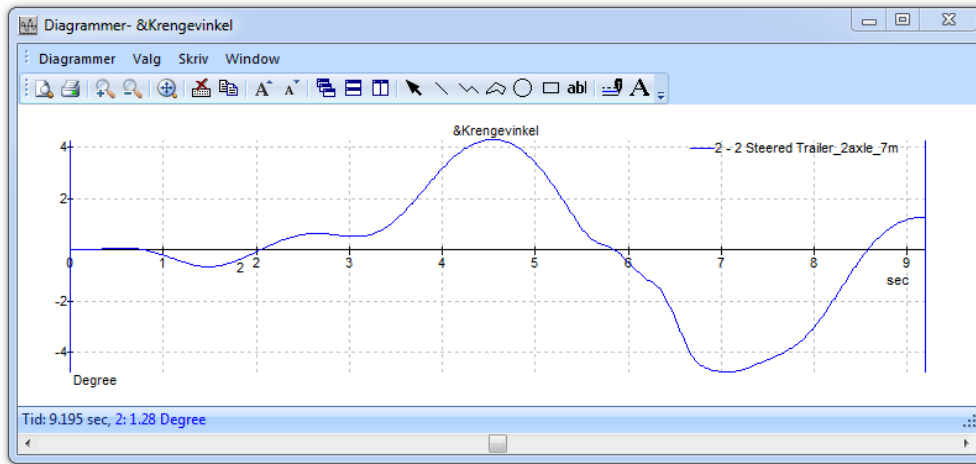 Diagrammer- &Krengevinkel
Diagrammer Valg Skriv Window
A A abl A
&Krengevinkel
2 - 2 Steered Trailer_2axle_7m
4
2
0 1 2 3 4 5 6 7 8 9
2
sec
-2
-4
Degree
Tid: 9.195 sec, 2: 1.28 Degree